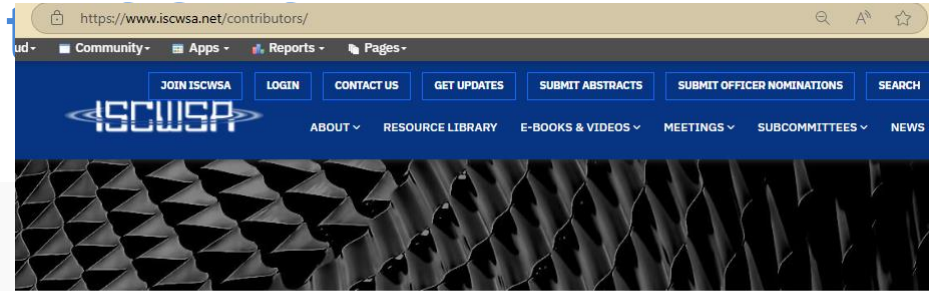 https://www.iscwsa.net/contributors/
Community Apps Reports Pages
JOIN ISCWSA LOGIN CONTACT US GET UPDATES SUBMIT ABSTRACTS SUBMIT OFFICER NOMINATIONS SEARCH
ISCWSA
ABOUT RESOURCE LIBRARY E-BOOKS & VIDEOS MEETINGS SUBCOMMITTEES NEWS